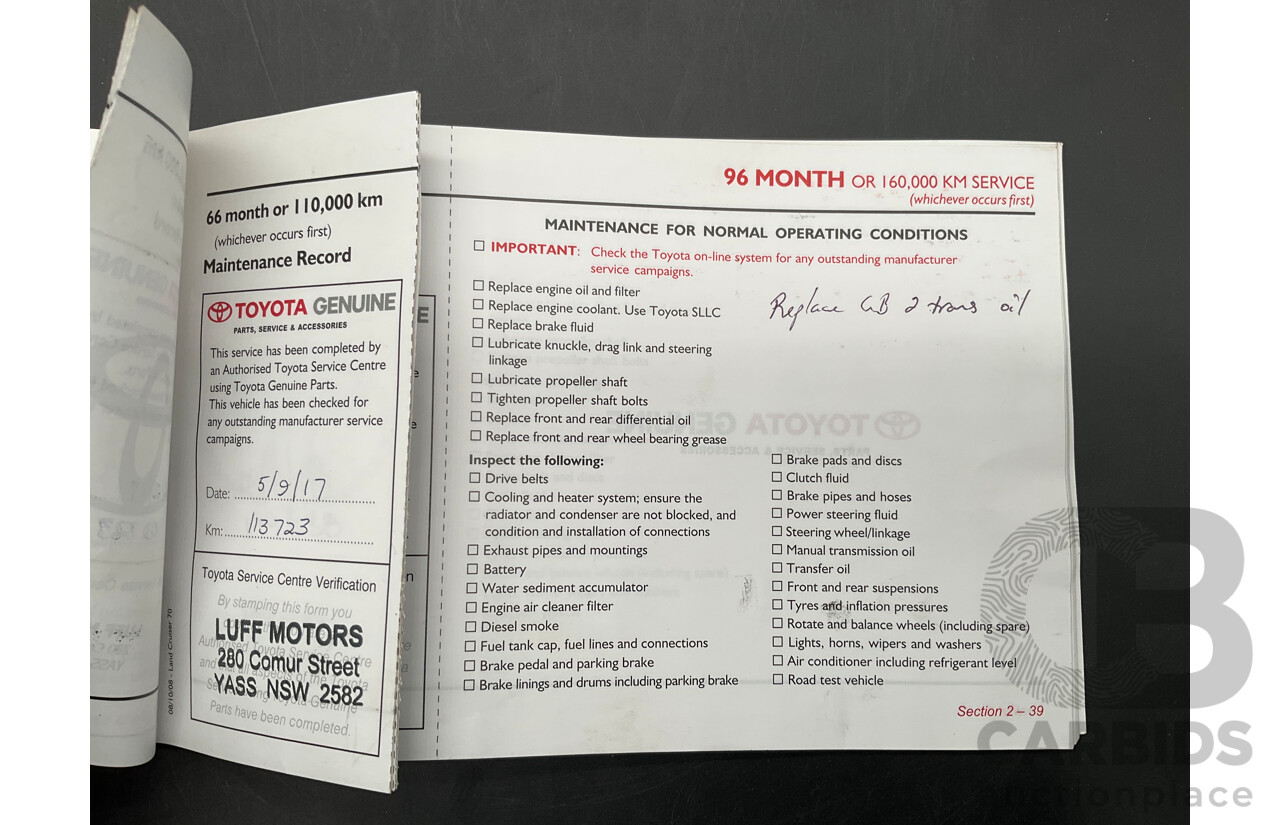 66 month or 110,000 km
(whichever occurs first)
Maintenance Record
TOYOTA GENUINE
PARTS, SERVICE & ACCESSORIES
This service has been completed by
an Authorised Toyota Service Centre
using Toyota Genuine Parts.
This vehicle has been checked for
any outstanding manufacturer service
campaigns.
Date: 5/9/17
Km: 113723
Toyota Service Centre Verification
By stamping this form you
LUFF MOTORS
280 Comur Street
YASS NSW 2582
Parts have been completed.
08/10/08 - Land Cruiser 70
96 MONTH OR 160,000 KM SERVICE
(whichever occurs first)
MAINTENANCE FOR NORMAL OPERATING CONDITIONS
IMPORTANT: Check the Toyota on-line system for any outstanding manufacturer
service campaigns.
Replace engine oil and filter
Replace engine coolant. Use Toyota SLLC
Replace brake fluid
Lubricate knuckle, drag link and steering
linkage
Lubricate propeller shaft
Tighten propeller shaft bolts
Replace front and rear differential oil
Replace front and rear wheel bearing grease
Replace GB 2 trans oil
Inspect the following:
Drive belts
Cooling and heater system; ensure the
radiator and condenser are not blocked, and
condition and installation of connections
Exhaust pipes and mountings
Battery
Water sediment accumulator
Engine air cleaner filter
Diesel smoke
Fuel tank cap, fuel lines and connections
Brake pedal and parking brake
Brake linings and drums including parking brake
Brake pads and discs
Clutch fluid
Brake pipes and hoses
Power steering fluid
Steering wheel/linkage
Manual transmission oil
Transfer oil
Front and rear suspensions
Tyres and inflation pressures
Rotate and balance wheels (including spare)
Lights, horns, wipers and washers
Air conditioner including refrigerant level
Road test vehicle
Section 2 – 39
CB
CARBIDS
auctionplace